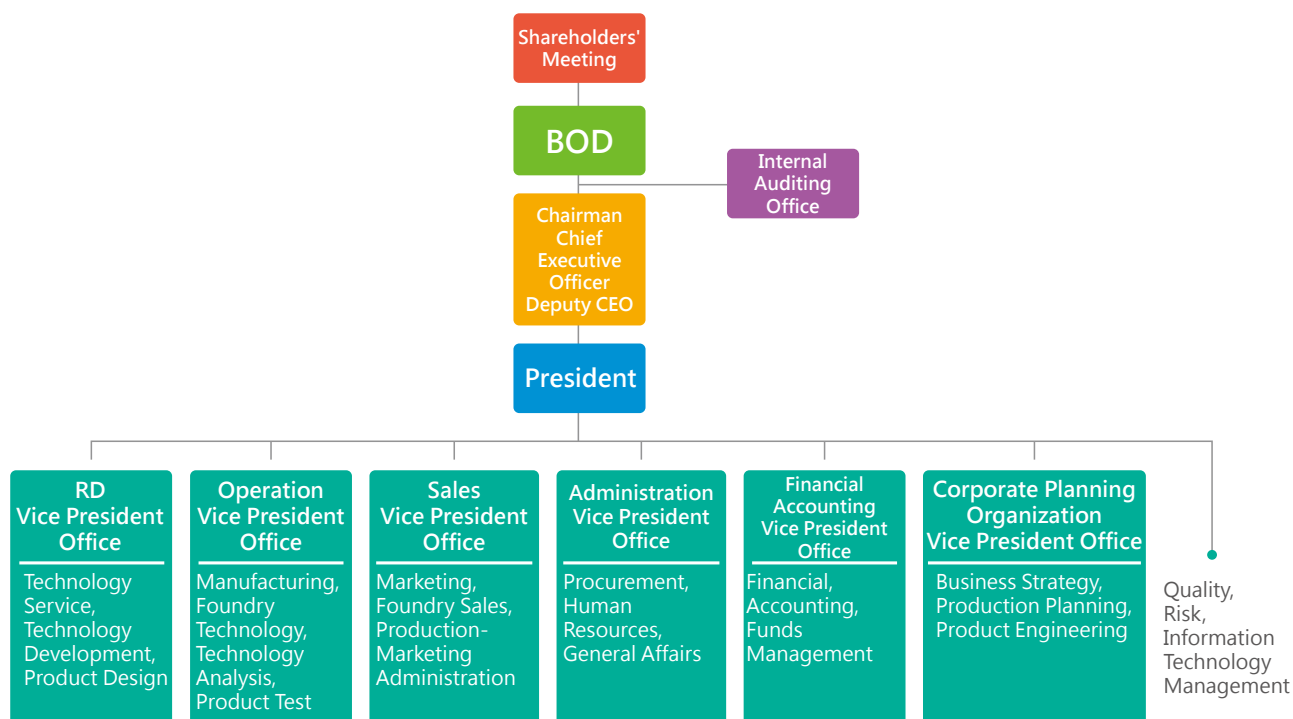 Shareholders'
Meeting
BOD
Internal
Auditing
Office
Chairman
Chief
Executive
Officer
Deputy CEO
President
RD
Vice President
Office
Technology
Service,
Technology
Development,
Product Design
Operation
Vice President
Office
Manufacturing,
Foundry
Technology,
Technology
Analysis,
Product Test
Sales
Vice President
Office
Marketing,
Foundry Sales,
Production-
Marketing
Administration
Administration
Vice President
Office
Procurement,
Human
Resources,
General Affairs
Financial
Accounting
Vice President
Office
Financial,
Accounting,
Funds
Management
Corporate Planning
Organization
Vice President Office
Business Strategy,
Production Planning,
Product Engineering
Quality,
Risk,
Information
Technology
Management